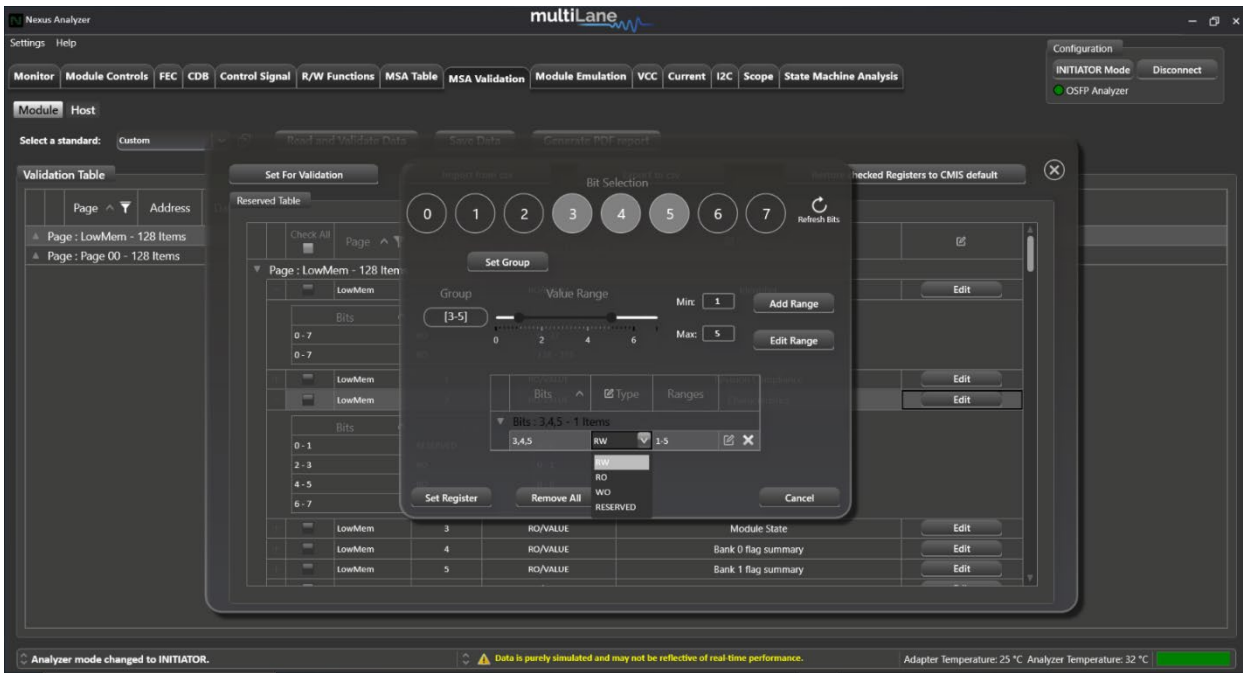 Nexus Analyzer
multiLane
Settings Help
Configuration
INITIATOR Mode Disconnect
OSFP Analyzer
Monitor Module Controls FEC CDB Control Signal R/W Functions MSA Table MSA Validation Module Emulation VCC Current I2C Scope State Machine Analysis
Module Host
Select a standard: Custom Read and Validate Data Save Data Generate PDF report
Validation Table
Page Address
Page : LowMem - 128 Items
Page : Page 00 - 128 Items
Set For Validation hecked Registers to CMIS default
Reserved Table
Check All Page
Page : LowMem - 128 Item
LowMem Edit
Bits
0 - 7
0 - 7
LowMem Edit
LowMem Edit
Bits
0 - 1
2 - 3
4 - 5
6 - 7
LowMem 3 RO/VALUE Module State Edit
LowMem 4 RO/VALUE Bank 0 flag summary Edit
LowMem 5 RO/VALUE Bank 1 flag summary Edit
Bit Selection
0 1 2 3 4 5 6 7 Refresh Bits
Set Group
Group Value Range Min: 1 Add Range
[3-5] 0 2 4 6 Max: 5 Edit Range
Bits Type Ranges
Bits : 3,4,5 - 1 Items
3,4,5 RW 1-5
RW
RO
WO
RESERVED
Set Register Remove All Cancel
Analyzer mode changed to INITIATOR. Data is purely simulated and may not be reflective of real-time performance. Adapter Temperature: 25 °C Analyzer Temperature: 32 °C